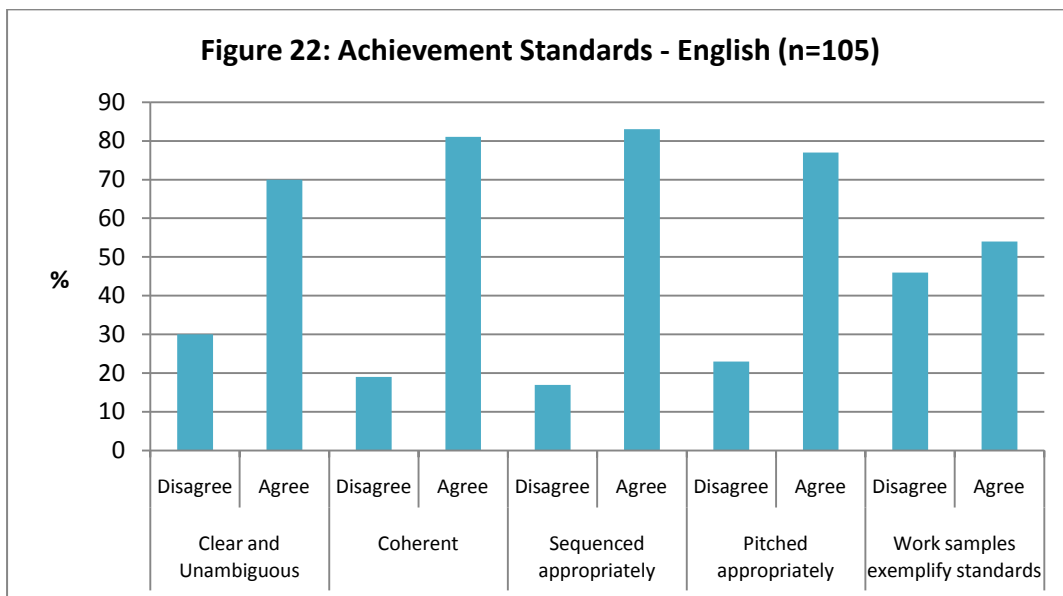 Figure 22: Achievement Standards - English (n=105)
90
80
70
60
50
40
30
20
10
0
%
Disagree Agree Disagree Agree Disagree Agree Disagree Agree Disagree Agree
Clear and Unambiguous
Coherent
Sequenced appropriately
Pitched appropriately
Work samples exemplify standards